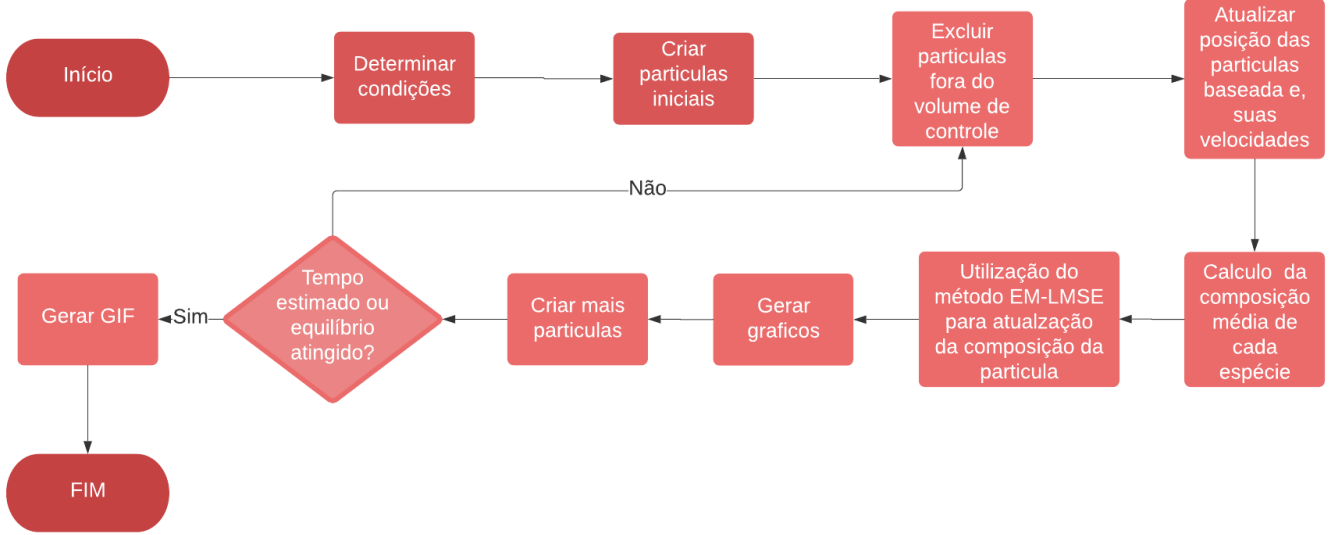 Início
Determinar
condições
Criar
particulas
iniciais
Excluir
particulas
fora do
volume de
controle
Atualizar
posição das
particulas
baseada e,
suas
velocidades
Não
Calculo da
composição
média de
cada
espécie
Utilização do
método EM-LMSE
para atualzação
da composição da
particula
Gerar
graficos
Criar mais
particulas
Tempo
estimado ou
equilíbrio
atingido?
Sim
Gerar GIF
FIM